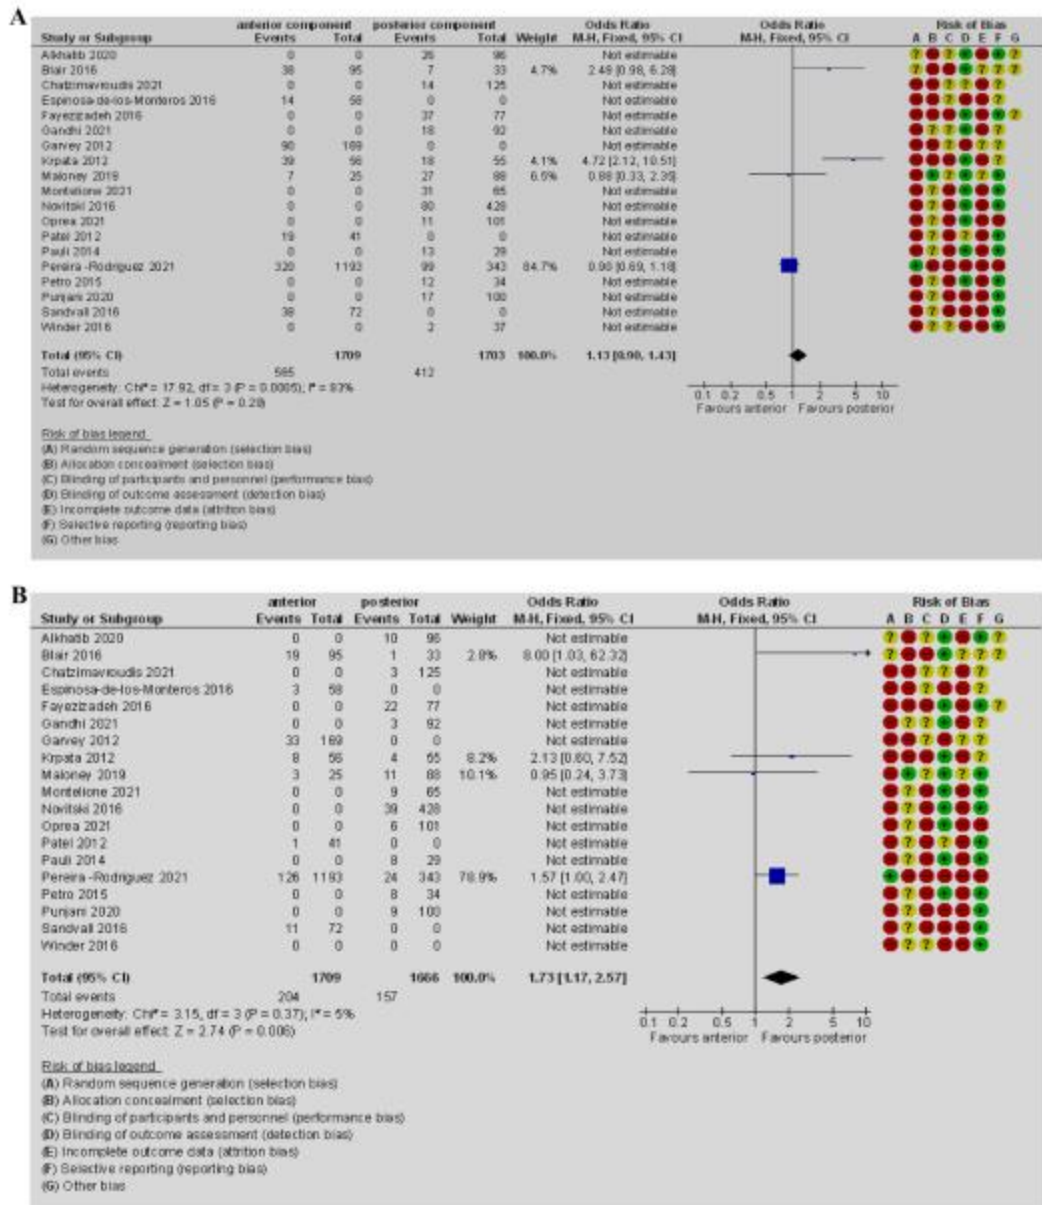 A
anterior component posterior component Odds Ratio Odds Ratio Risk of Bias
Study or Subgroup Events Total Events Total Weight M-H, Fixed, 95% CI M-H, Fixed, 95% CI A B C D E F G
Alkhatib 2020 0 0 26 96 Not estimable
Blair 2016 38 95 7 33 4.7% 2.49 [0.98, 6.28]
Chatzimavroudis 2021 0 0 14 125 Not estimable
Espinosa-de-los-Monteros 2016 14 58 0 0 Not estimable
Fayezizadeh 2016 0 0 37 77 Not estimable
Gandhi 2021 0 0 18 92 Not estimable
Garvey 2012 90 169 0 0 Not estimable
Krpata 2012 39 56 18 55 4.1% 4.72 [2.12, 10.51]
Maloney 2019 7 25 27 88 6.5% 0.88 [0.33, 2.35]
Montelione 2021 0 0 31 65 Not estimable
Novitski 2016 0 0 80 428 Not estimable
Oprea 2021 0 0 11 101 Not estimable
Patel 2012 19 41 0 0 Not estimable
Pauli 2014 0 0 13 29 Not estimable
Pereira-Rodriguez 2021 320 1193 99 343 84.7% 0.90 [0.69, 1.18]
Petro 2015 0 0 12 34 Not estimable
Punjani 2020 0 0 17 100 Not estimable
Sandvall 2016 38 72 0 0 Not estimable
Winder 2016 0 0 2 37 Not estimable
Total (95% CI) 1709 1703 100.0% 1.13 [0.90, 1.43]
Total events 565 412
Heterogeneity: Chi² = 17.92, df = 3 (P = 0.0005); I² = 83%
Test for overall effect: Z = 1.05 (P = 0.29)
0.1 0.2 0.5 1 2 5 10
Favours anterior Favours posterior
Risk of bias legend
(A) Random sequence generation (selection bias)
(B) Allocation concealment (selection bias)
(C) Blinding of participants and personnel (performance bias)
(D) Blinding of outcome assessment (detection bias)
(E) Incomplete outcome data (attrition bias)
(F) Selective reporting (reporting bias)
(G) Other bias
B
anterior posterior Odds Ratio Odds Ratio Risk of Bias
Study or Subgroup Events Total Events Total Weight M-H, Fixed, 95% CI M-H, Fixed, 95% CI A B C D E F G
Alkhatib 2020 0 0 10 96 Not estimable
Blair 2016 19 95 1 33 2.8% 8.00 [1.03, 62.32]
Chatzimavroudis 2021 0 0 3 125 Not estimable
Espinosa-de-los-Monteros 2016 3 58 0 0 Not estimable
Fayezizadeh 2016 0 0 22 77 Not estimable
Gandhi 2021 0 0 3 92 Not estimable
Garvey 2012 33 169 0 0 Not estimable
Krpata 2012 8 56 4 55 8.2% 2.13 [0.60, 7.52]
Maloney 2019 3 25 11 88 10.1% 0.95 [0.24, 3.73]
Montelione 2021 0 0 9 65 Not estimable
Novitski 2016 0 0 39 428 Not estimable
Oprea 2021 0 0 6 101 Not estimable
Patel 2012 1 41 0 0 Not estimable
Pauli 2014 0 0 8 29 Not estimable
Pereira-Rodriguez 2021 126 1193 24 343 78.9% 1.57 [1.00, 2.47]
Petro 2015 0 0 8 34 Not estimable
Punjani 2020 0 0 9 100 Not estimable
Sandvall 2016 11 72 0 0 Not estimable
Winder 2016 0 0 0 0 Not estimable
Total (95% CI) 1709 1666 100.0% 1.73 [1.17, 2.57]
Total events 204 157
Heterogeneity: Chi² = 3.15, df = 3 (P = 0.37); I² = 5%
Test for overall effect: Z = 2.74 (P = 0.006)
0.1 0.2 0.5 1 2 5 10
Favours anterior Favours posterior
Risk of bias legend
(A) Random sequence generation (selection bias)
(B) Allocation concealment (selection bias)
(C) Blinding of participants and personnel (performance bias)
(D) Blinding of outcome assessment (detection bias)
(E) Incomplete outcome data (attrition bias)
(F) Selective reporting (reporting bias)
(G) Other bias